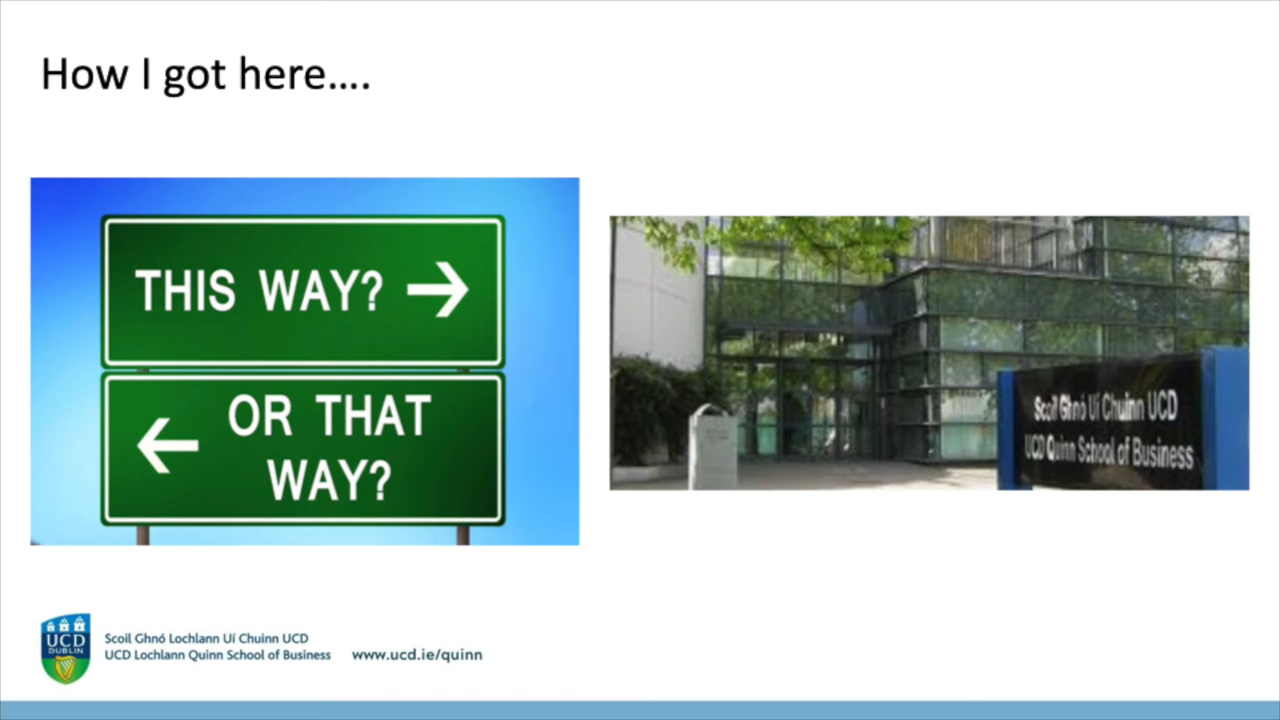 How I got here....
THIS WAY? →
← OR THAT
WAY?
Scoil Ghnó Uí Chuinn UCD
UCD Quinn School of Business
UCD
DUBLIN
Scoil Ghnó Lochlann Uí Chuinn UCD
UCD Lochlann Quinn School of Business www.ucd.ie/quinn